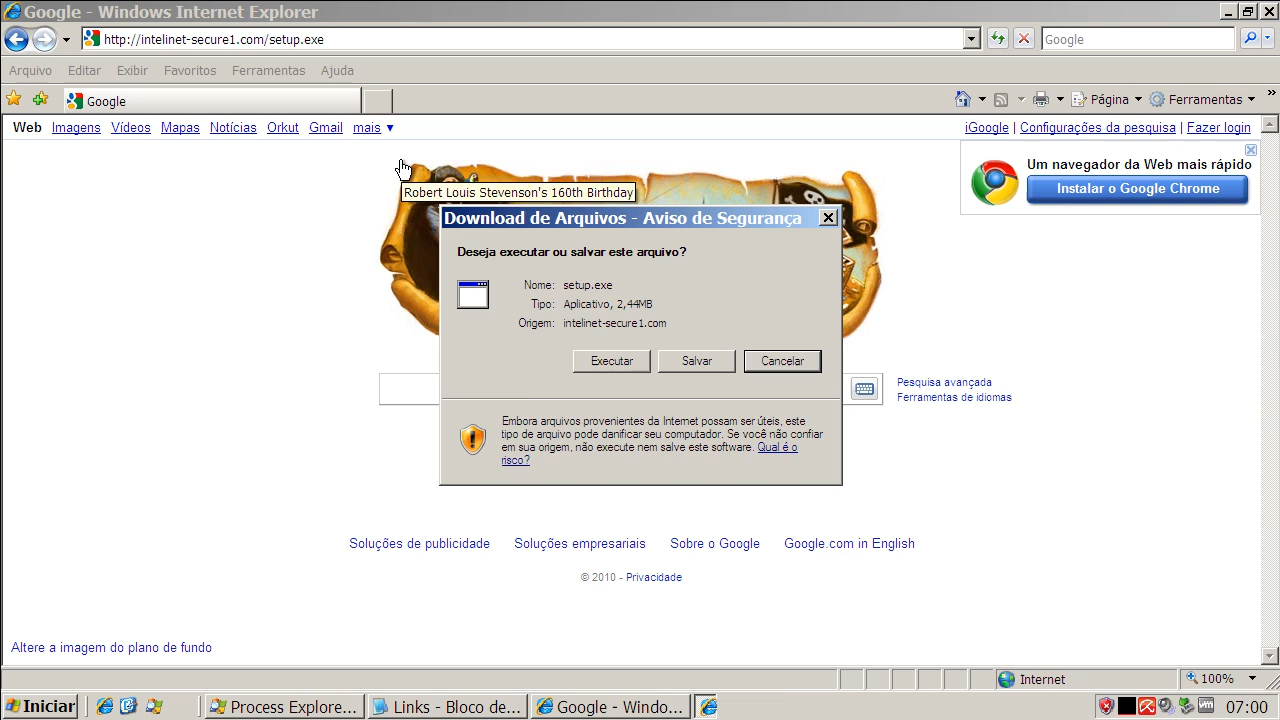 Google - Windows Internet Explorer
http://intelinet-secure1.com/setup.exe
Google
Arquivo Editar Exibir Favoritos Ferramentas Ajuda
Google
Página
Ferramentas
»
Web Imagens Vídeos Mapas Notícias Orkut Gmail mais ▼
iGoogle | Configurações da pesquisa | Fazer login
Um navegador da Web mais rápido
Instalar o Google Chrome
Robert Louis Stevenson's 160th Birthday
Download de Arquivos - Aviso de Segurança
Deseja executar ou salvar este arquivo?
Nome: setup.exe
Tipo: Aplicativo, 2,44MB
Origem: intelinet-secure1.com
Executar Salvar Cancelar
Pesquisa avançada
Ferramentas de idiomas
Embora arquivos provenientes da Internet possam ser úteis, este
tipo de arquivo pode danificar seu computador. Se você não confiar
em sua origem, não execute nem salve este software. Qual é o
risco?
Soluções de publicidade Soluções empresariais Sobre o Google Google.com in English
© 2010 - Privacidade
Altere a imagem do plano de fundo
Internet
100%
Iniciar
Process Explore...
Links - Bloco de...
Google - Windo...
07:00